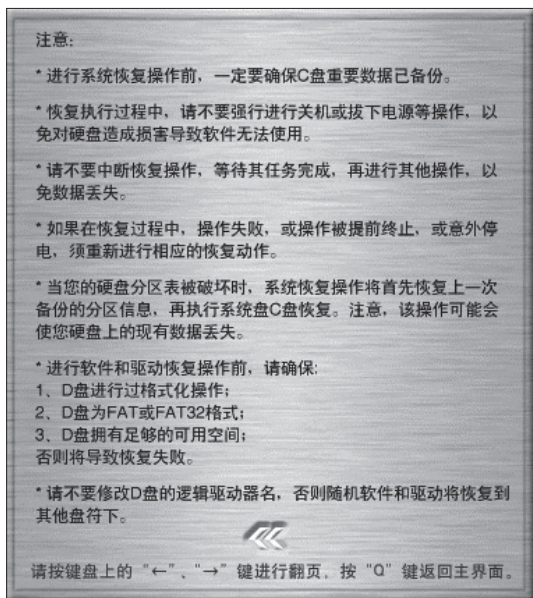 注意:
* 进行系统恢复操作前，一定要确保C盘重要数据已备份。
* 恢复执行过程中，请不要强行进行关机或拔下电源等操作，以
免对硬盘造成损害导致软件无法使用。
* 请不要中断恢复操作，等待其任务完成，再进行其他操作，以
免数据丢失。
* 如果在恢复过程中，操作失败，或操作被提前终止，或意外停
电，须重新进行相应的恢复动作。
* 当您的硬盘分区表被破坏时，系统恢复操作将首先恢复上一次
备份的分区信息，再执行系统盘C盘恢复。注意，该操作可能会
使您硬盘上的现有数据丢失。
* 进行软件和驱动恢复操作前，请确保:
1、D盘进行过格式化操作;
2、D盘为FAT或FAT32格式;
3、D盘拥有足够的可用空间;
否则将导致恢复失败。
* 请不要修改D盘的逻辑驱动器名，否则随机软件和驱动将恢复到
其他盘符下。
请按键盘上的“←”、“→”键进行翻页，按“Q”键返回主界面。